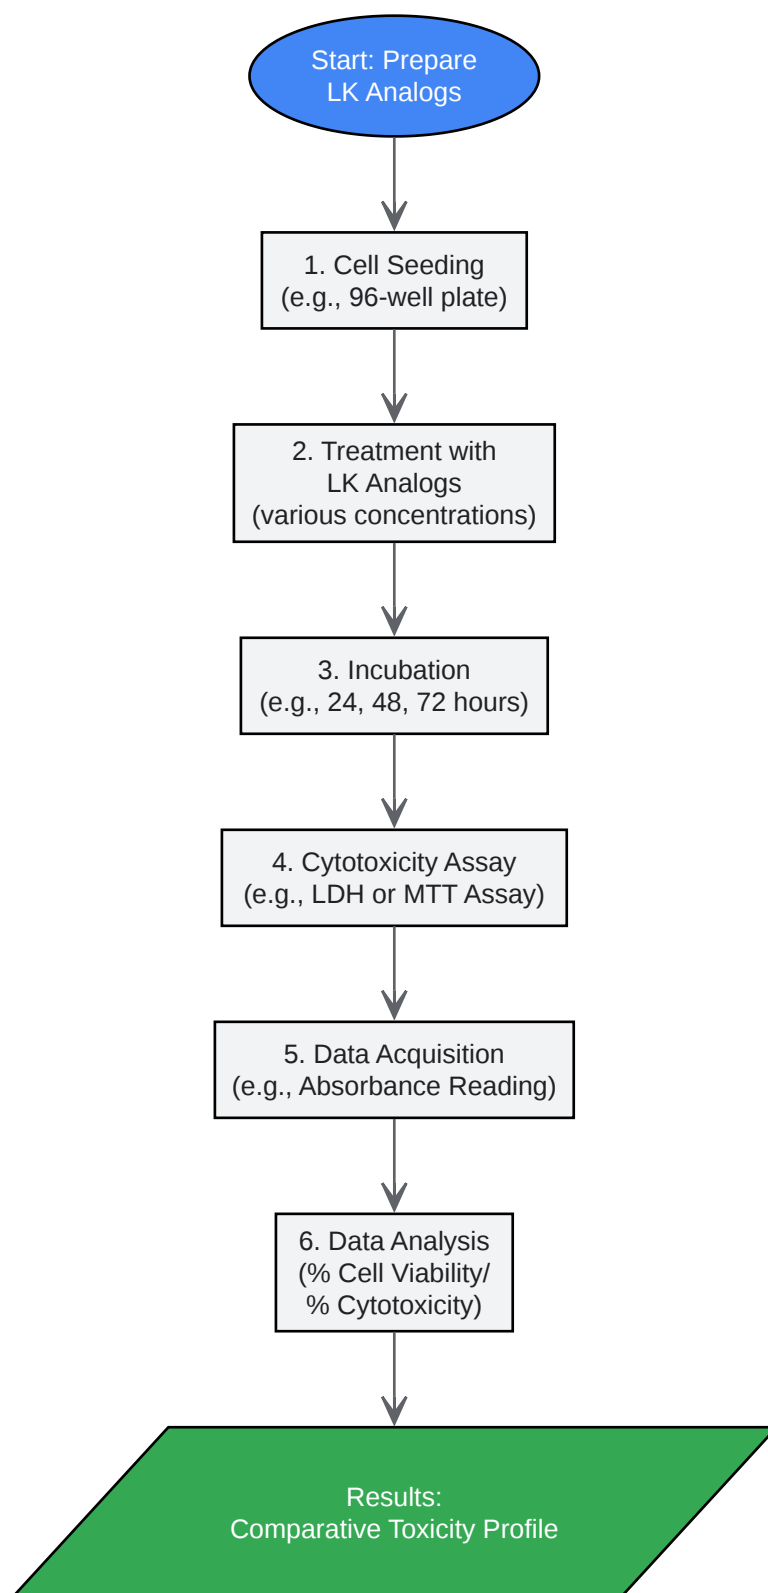 Start: Prepare
LK Analogs
1. Cell Seeding
(e.g., 96-well plate)
2. Treatment with
LK Analogs
(various concentrations)
3. Incubation
(e.g., 24, 48, 72 hours)
4. Cytotoxicity Assay
(e.g., LDH or MTT Assay)
5. Data Acquisition
(e.g., Absorbance Reading)
6. Data Analysis
(% Cell Viability/
% Cytotoxicity)
Results:
Comparative Toxicity Profile